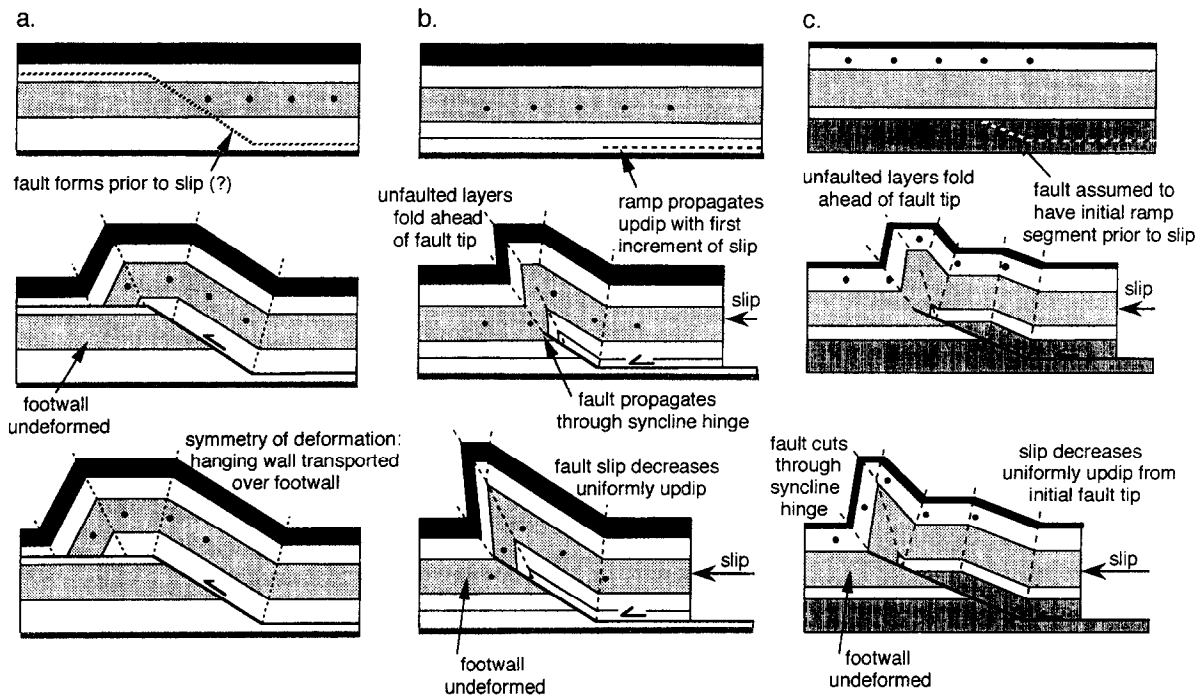 a.
fault forms prior to slip (?)
footwall
undeformed
symmetry of deformation:
hanging wall transported
over footwall
b.
unfaulted layers
fold ahead
of fault tip
ramp propagates
updip with first
increment of slip
slip
fault propagates
through syncline hinge
fault slip decreases
uniformly updip
slip
footwall
undeformed
c.
unfaulted layers fold
ahead of fault tip
fault assumed to
have initial ramp
segment prior to slip
slip
fault cuts
through
syncline
hinge
slip decreases
uniformly updip from
initial fault tip
slip
footwall
undeformed